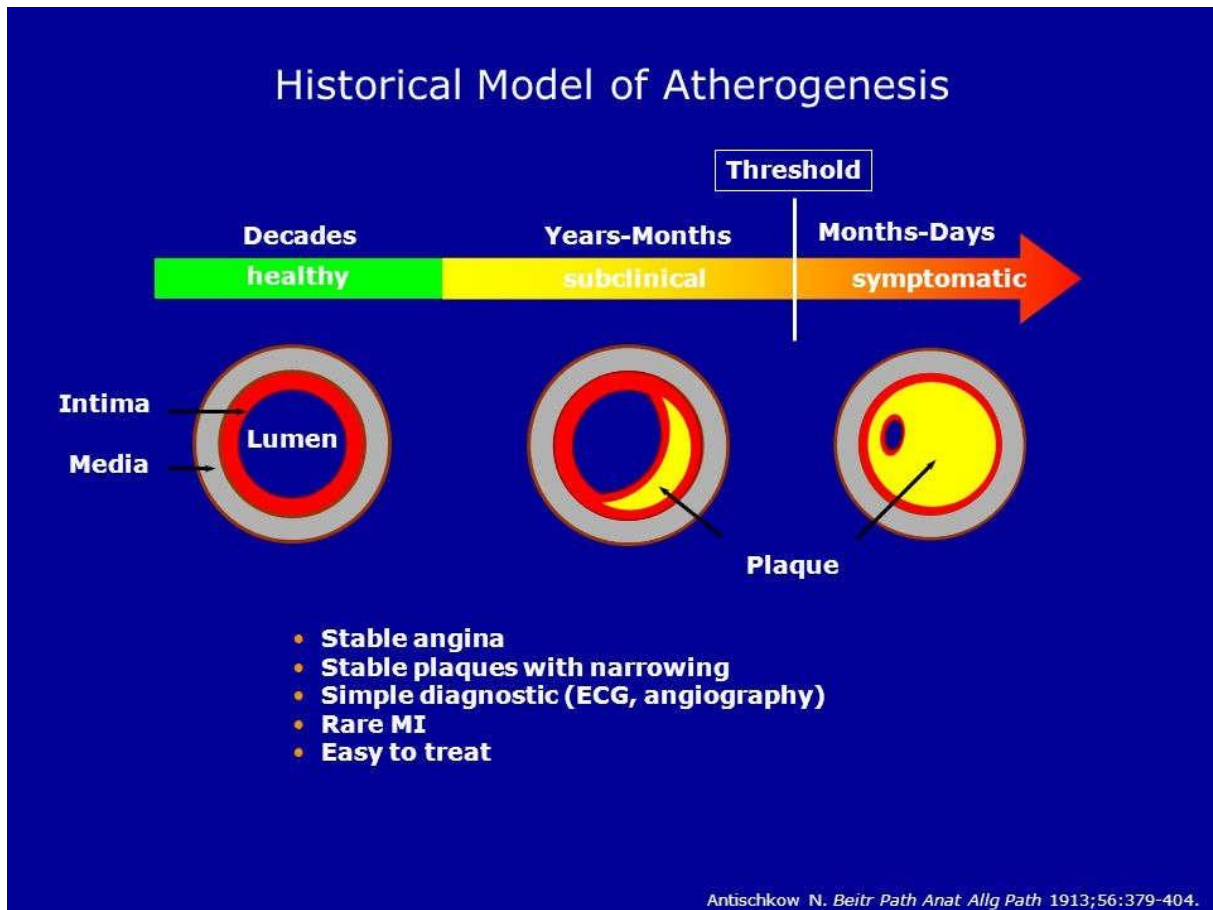 Historical Model of Atherogenesis
Threshold
Decades
Years-Months
Months-Days
healthy
subclinical
symptomatic
Intima
Media
Lumen
Plaque
• Stable angina
• Stable plaques with narrowing
• Simple diagnostic (ECG, angiography)
• Rare MI
• Easy to treat
Antischkow N. Beitr Path Anat Allg Path 1913;56:379-404.